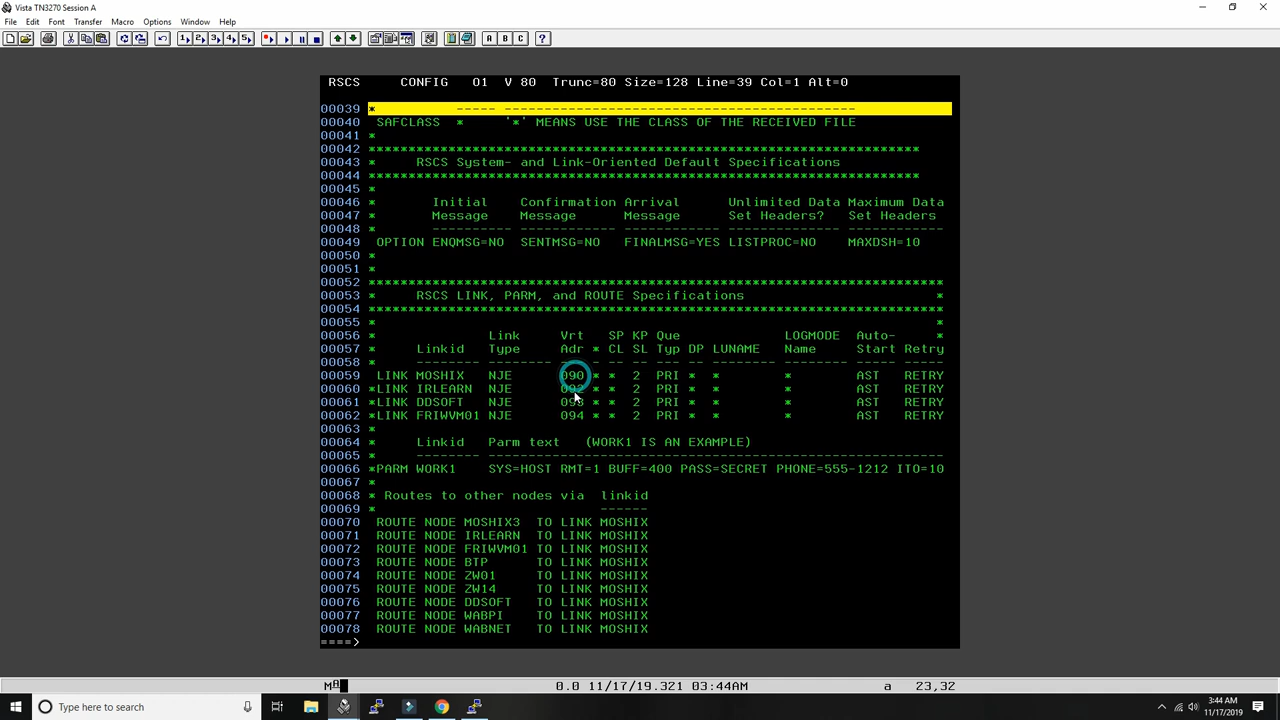 Vista TN3270 Session A
File Edit Font Transfer Macro Options Window Help
1 2 3 4 5 A B C ?
RSCS CONFIG O1 V 80 Trunc=80 Size=128 Line=39 Col=1 Alt=0
00039 * ----- --------------------------------------------
00040 SAFCLASS * '*' MEANS USE THE CLASS OF THE RECEIVED FILE
00041 *
00042 *********************************************************************
00043 * RSCS System- and Link-Oriented Default Specifications
00044 *********************************************************************
00045 *
00046 * Initial Confirmation Arrival Unlimited Data Maximum Data
00047 * Message Message Message Set Headers? Set Headers
00048 * ---------- ------------ ------------ -------------- ------------
00049 OPTION ENQMSG=NO SENTMSG=NO FINALMSG=YES LISTPROC=NO MAXDSH=10
00050 *
00051 *
00052 ************************************************************************
00053 * RSCS LINK, PARM, and ROUTE Specifications *
00054 ************************************************************************
00055 * *
00056 * Link Vrt SP KP Que LOGMODE Auto- *
00057 * Linkid Type Adr * CL SL Typ DP LUNAME Name Start Retry
00058 * -------- -------- --- - -- -- --- -- -------- -------- ----- -----
00059 LINK MOSHIX NJE 090 * * 2 PRI * * * AST RETRY
00060 *LINK IRLEARN NJE 092 * * 2 PRI * * * AST RETRY
00061 *LINK DDSOFT NJE 093 * * 2 PRI * * * AST RETRY
00062 *LINK FRIWVM01 NJE 094 * * 2 PRI * * * AST RETRY
00063 *
00064 * Linkid Parm text (WORK1 IS AN EXAMPLE)
00065 * -------- ---------------------------------------------------------
00066 *PARM WORK1 SYS=HOST RMT=1 BUFF=400 PASS=SECRET PHONE=555-1212 ITO=10
00067 *
00068 * Routes to other nodes via linkid
00069 * ------
00070 ROUTE NODE MOSHIX3 TO LINK MOSHIX
00071 ROUTE NODE IRLEARN TO LINK MOSHIX
00072 ROUTE NODE FRIWVM01 TO LINK MOSHIX
00073 ROUTE NODE BTP TO LINK MOSHIX
00074 ROUTE NODE ZW01 TO LINK MOSHIX
00075 ROUTE NODE ZW14 TO LINK MOSHIX
00076 ROUTE NODE DDSOFT TO LINK MOSHIX
00077 ROUTE NODE WABPI TO LINK MOSHIX
00078 ROUTE NODE WABNET TO LINK MOSHIX
====>
0.0 11/17/19.321 03:44AM a 23,32
Type here to search
3:44 AM
11/17/2019